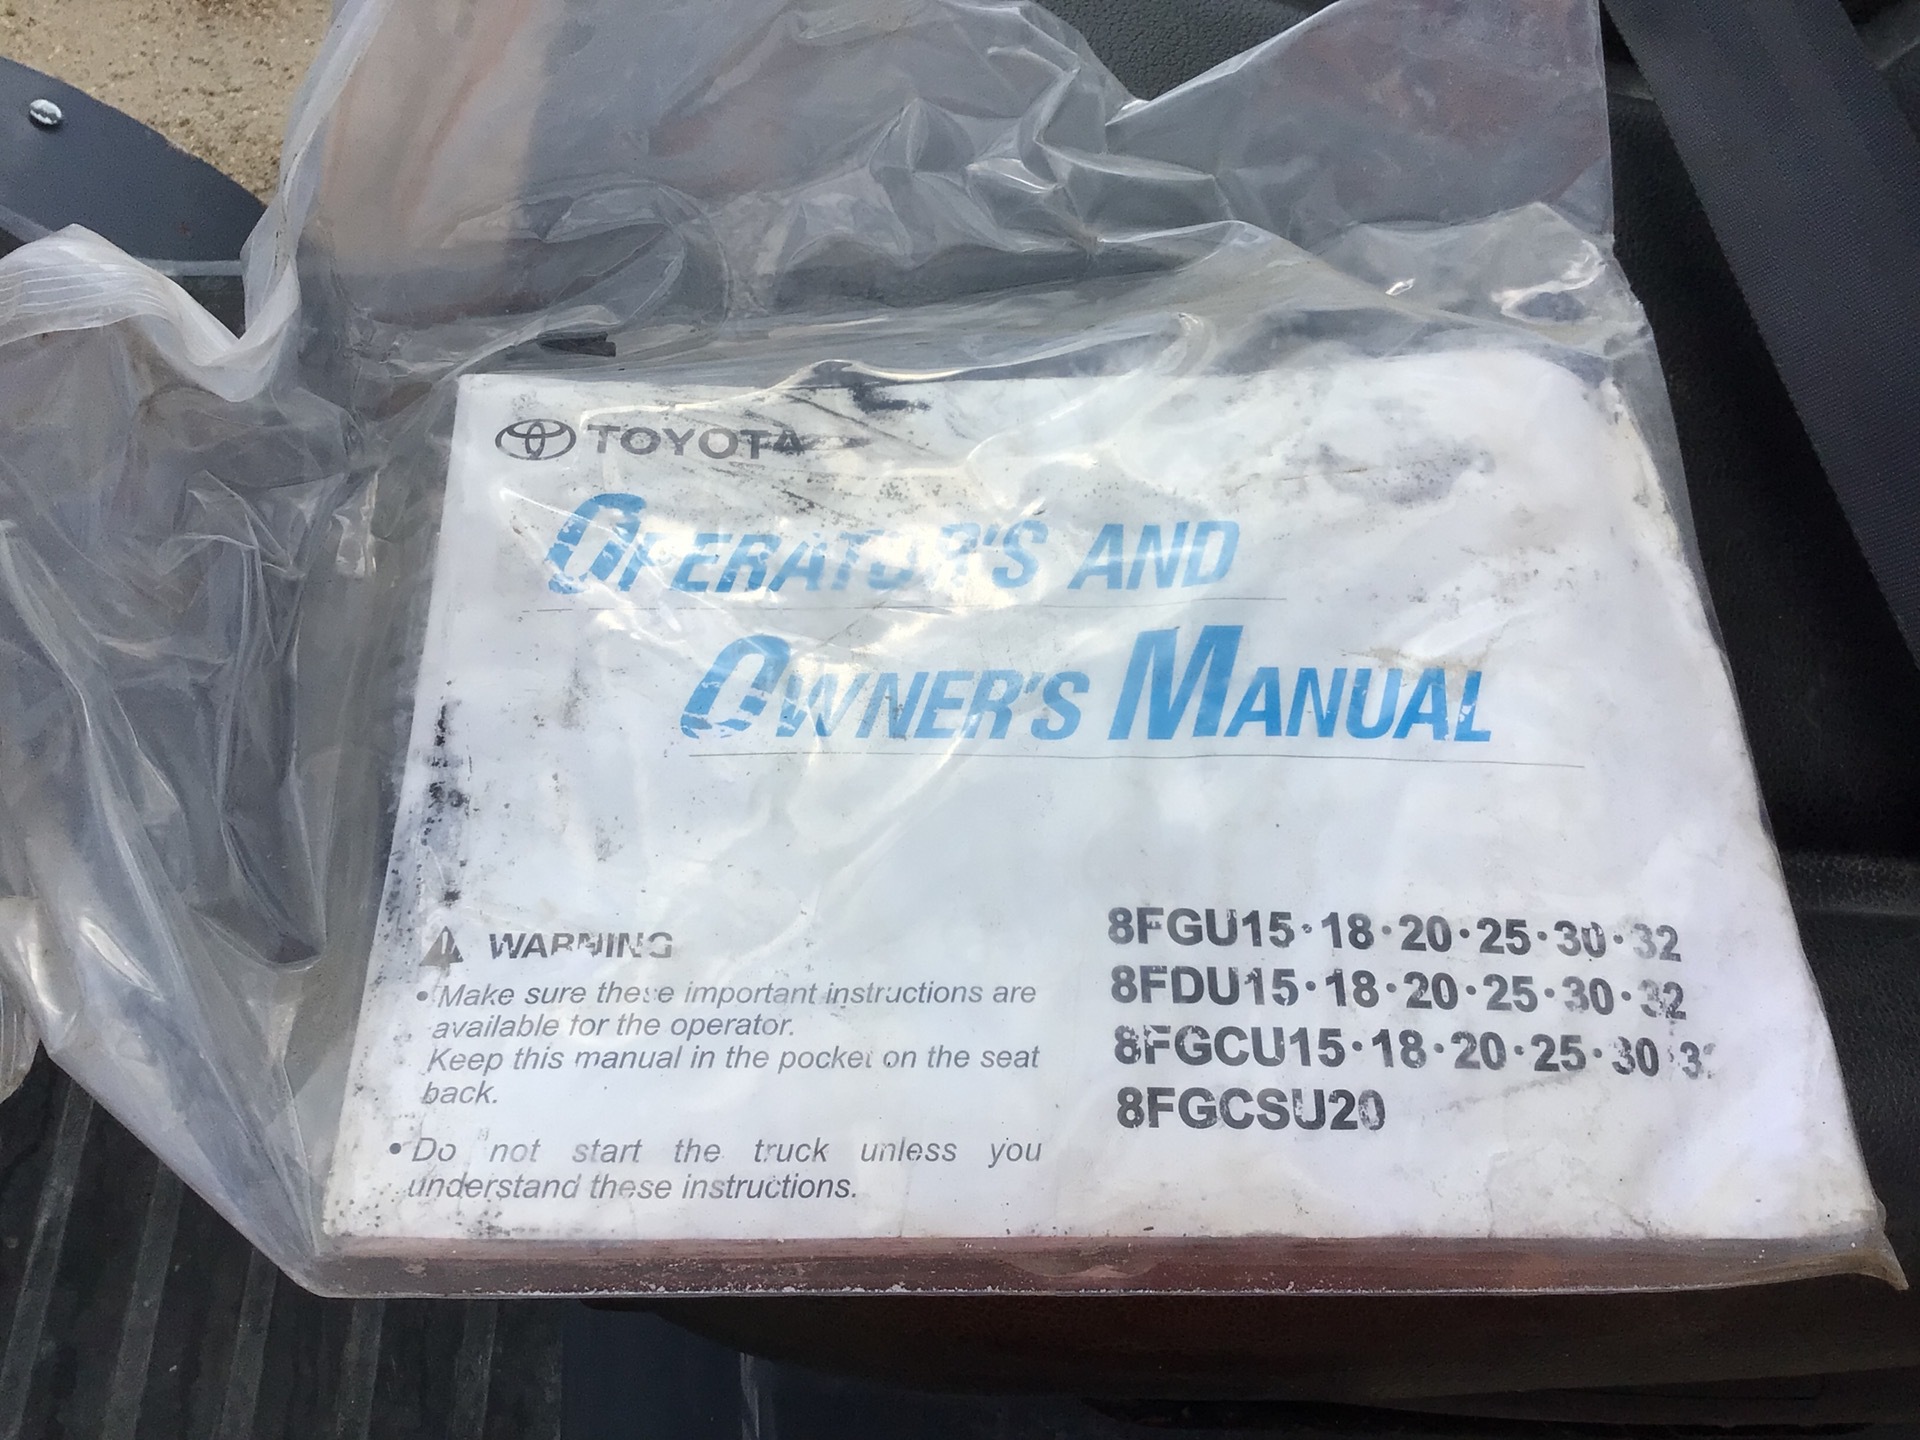 TOYOTA
OPERATOR'S AND
OWNER'S MANUAL
WARNING
• Make sure these important instructions are
available for the operator.
Keep this manual in the pocket on the seat
back.
• Do not start the truck unless you
understand these instructions.
8FGU15·18·20·25·30·32
8FDU15·18·20·25·30·32
8FGCU15·18·20·25·30·32
8FGCSU20